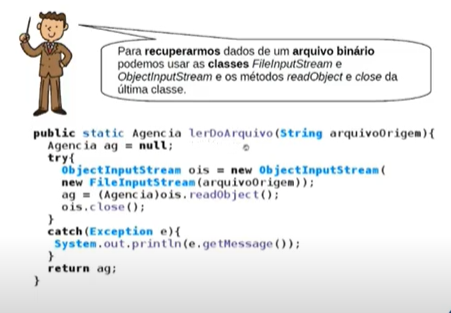 Para recuperarmos dados de um arquivo binário
podemos usar as classes FileInputStream e
ObjectInputStream e os métodos readObject e close da
última classe.
public static Agencia lerDoArquivo(String arquivoOrigem){
Agencia ag = null;
try{
ObjectInputStream ois = new ObjectInputStream(
new FileInputStream(arquivoOrigem));
ag = (Agencia)ois.readObject();
ois.close();
}
catch(Exception e){
System.out.println(e.getMessage());
}
return ag;
}